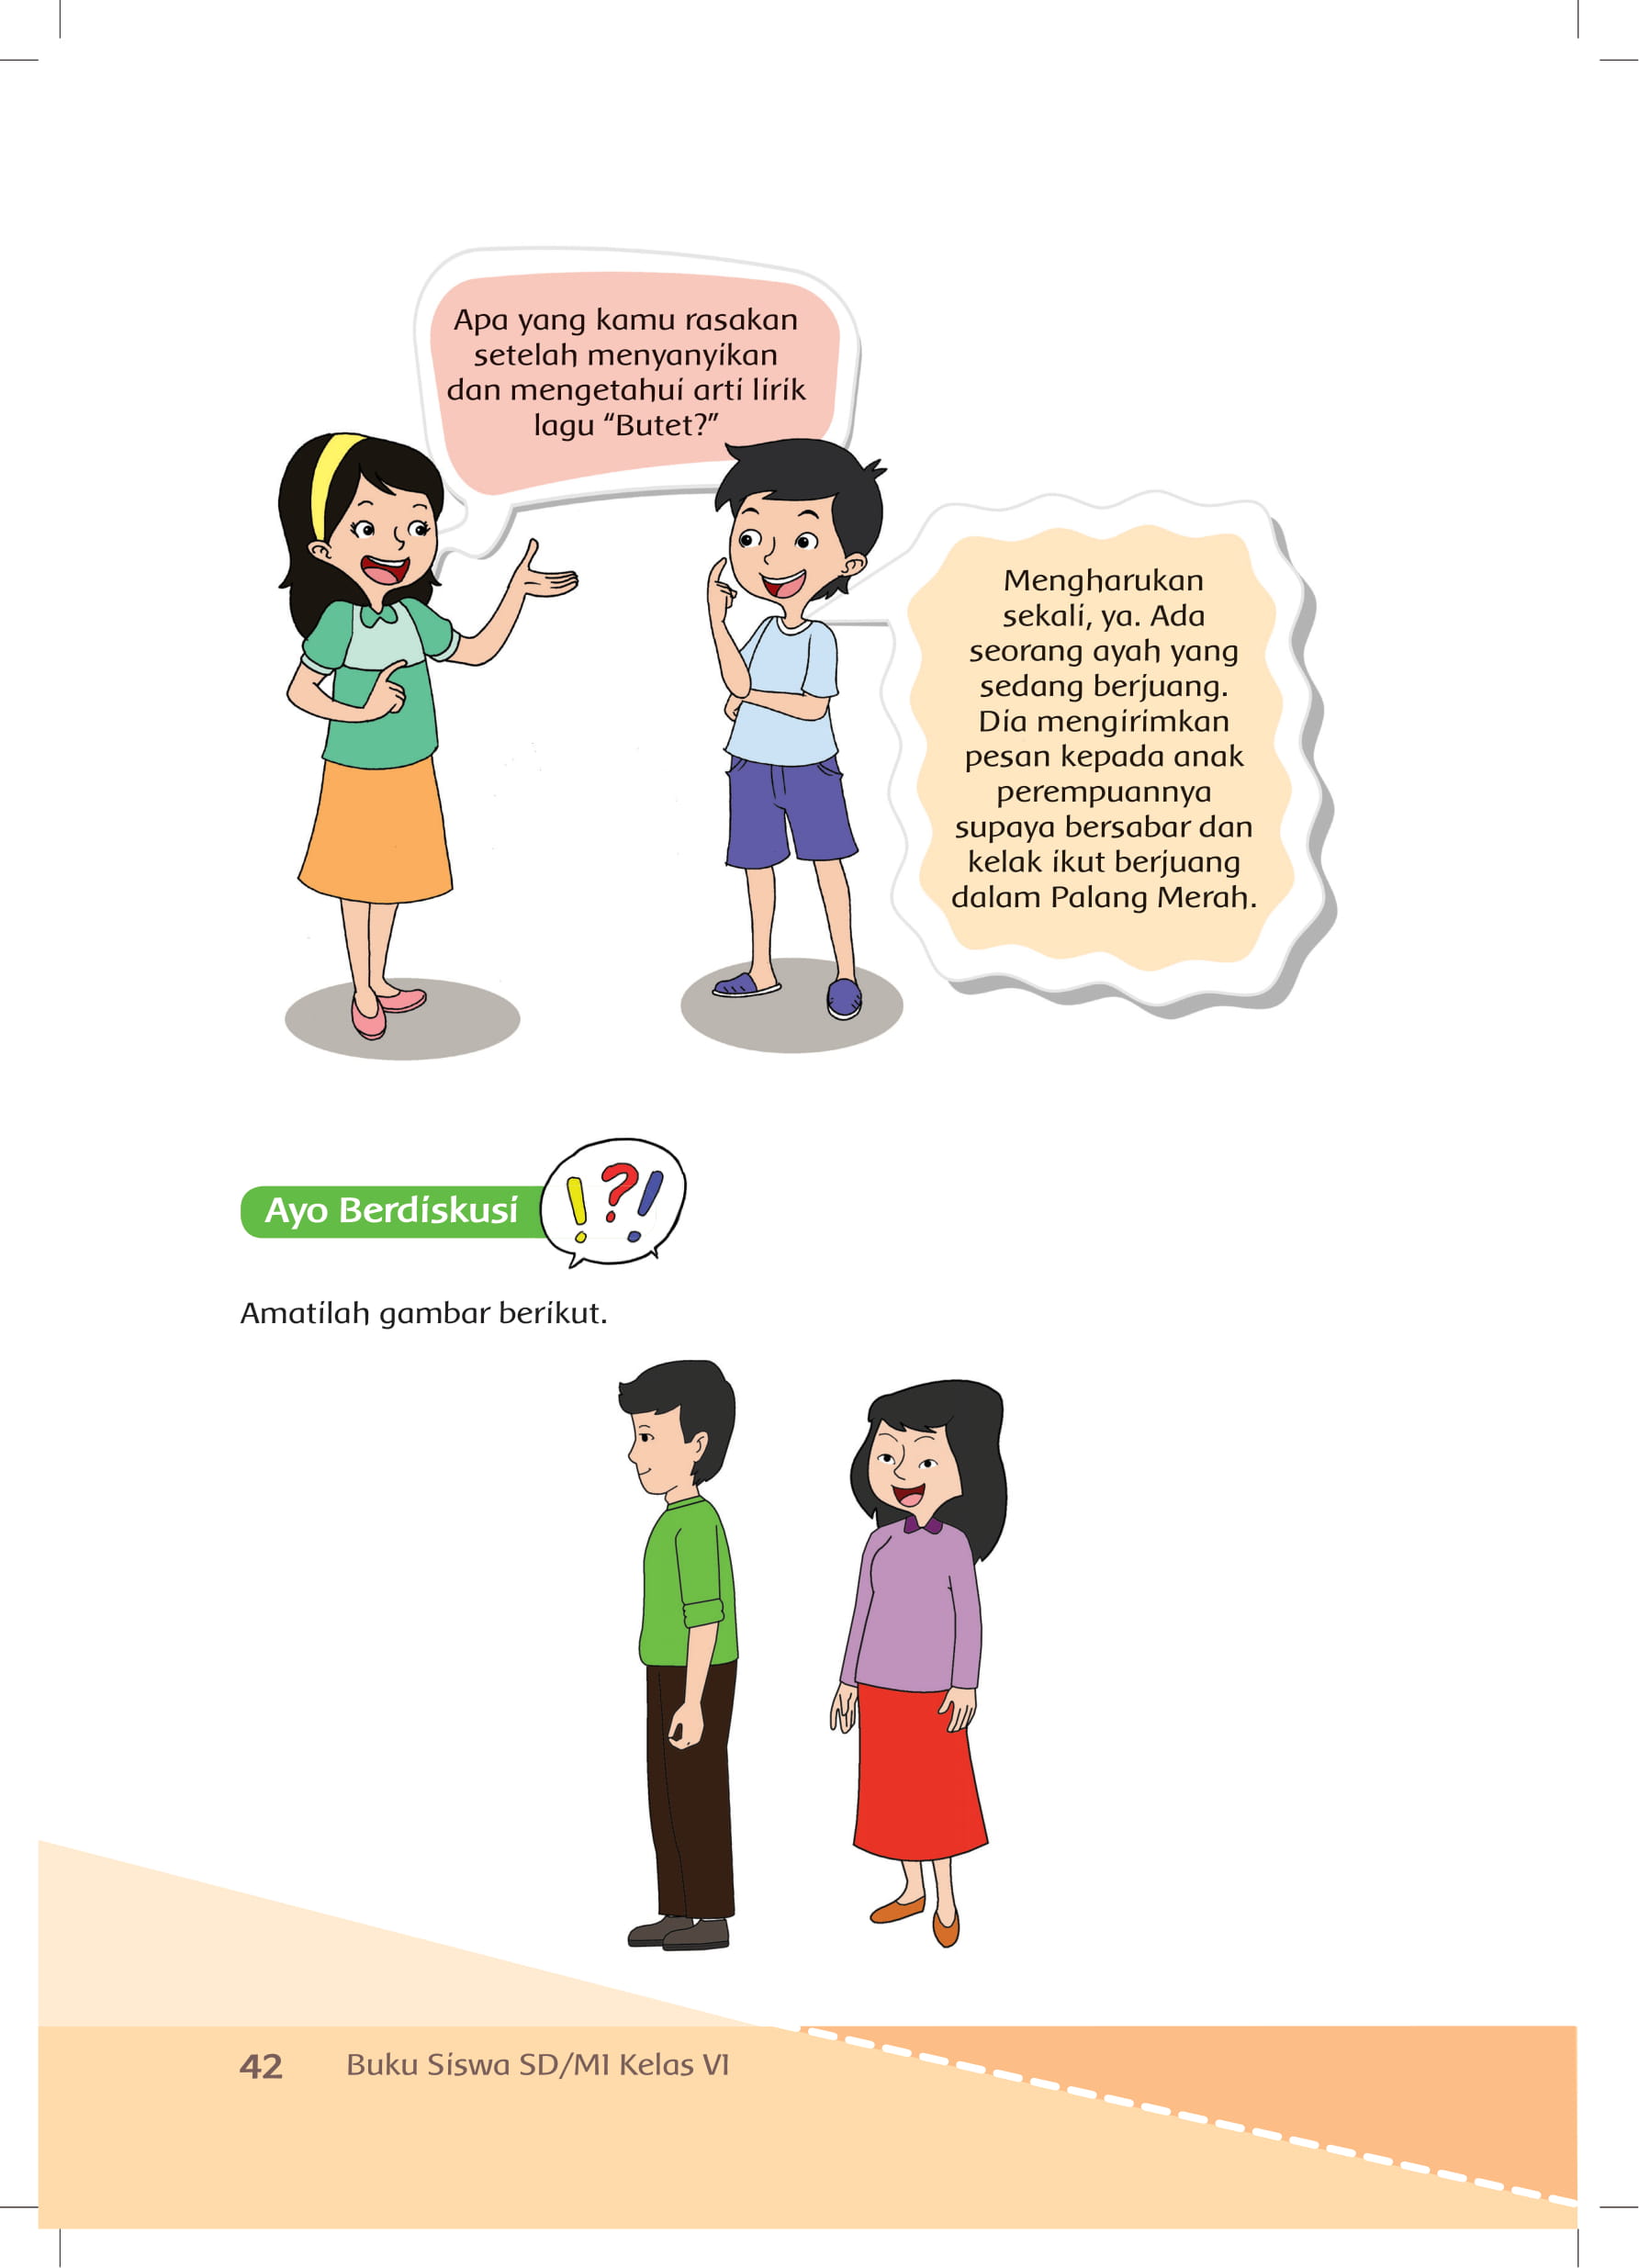 Apa yang kamu rasakan
setelah menyanyikan
dan mengetahui arti lirik
lagu “Butet?”
Mengharukan
sekali, ya. Ada
seorang ayah yang
sedang berjuang.
Dia mengirimkan
pesan kepada anak
perempuannya
supaya bersabar dan
kelak ikut berjuang
dalam Palang Merah.
Ayo Berdiskusi
!?!
Amatilah gambar berikut.
42 Buku Siswa SD/MI Kelas VI